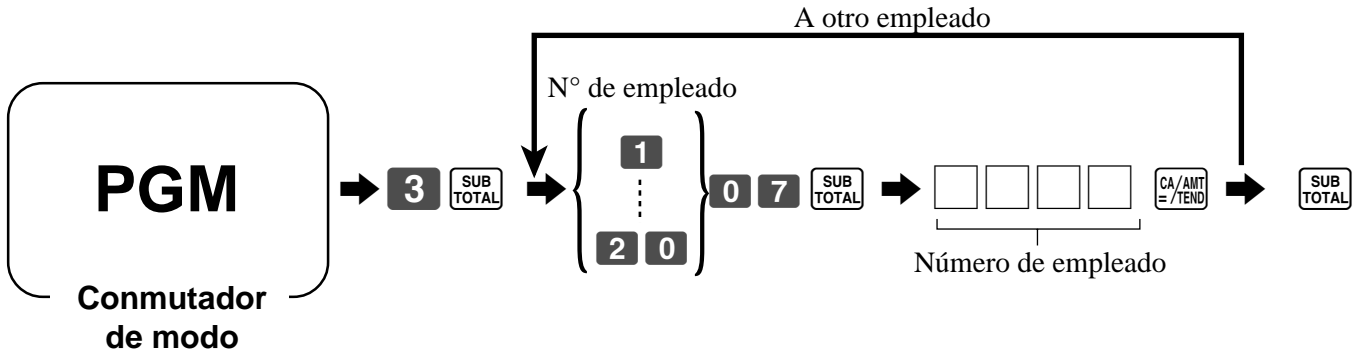 A otro empleado
N° de empleado
PGM
3 SUB TOTAL
1
2 0
0 7 SUB TOTAL
CA/AMT
=/TEND
SUB TOTAL
Número de empleado
Conmutador
de modo